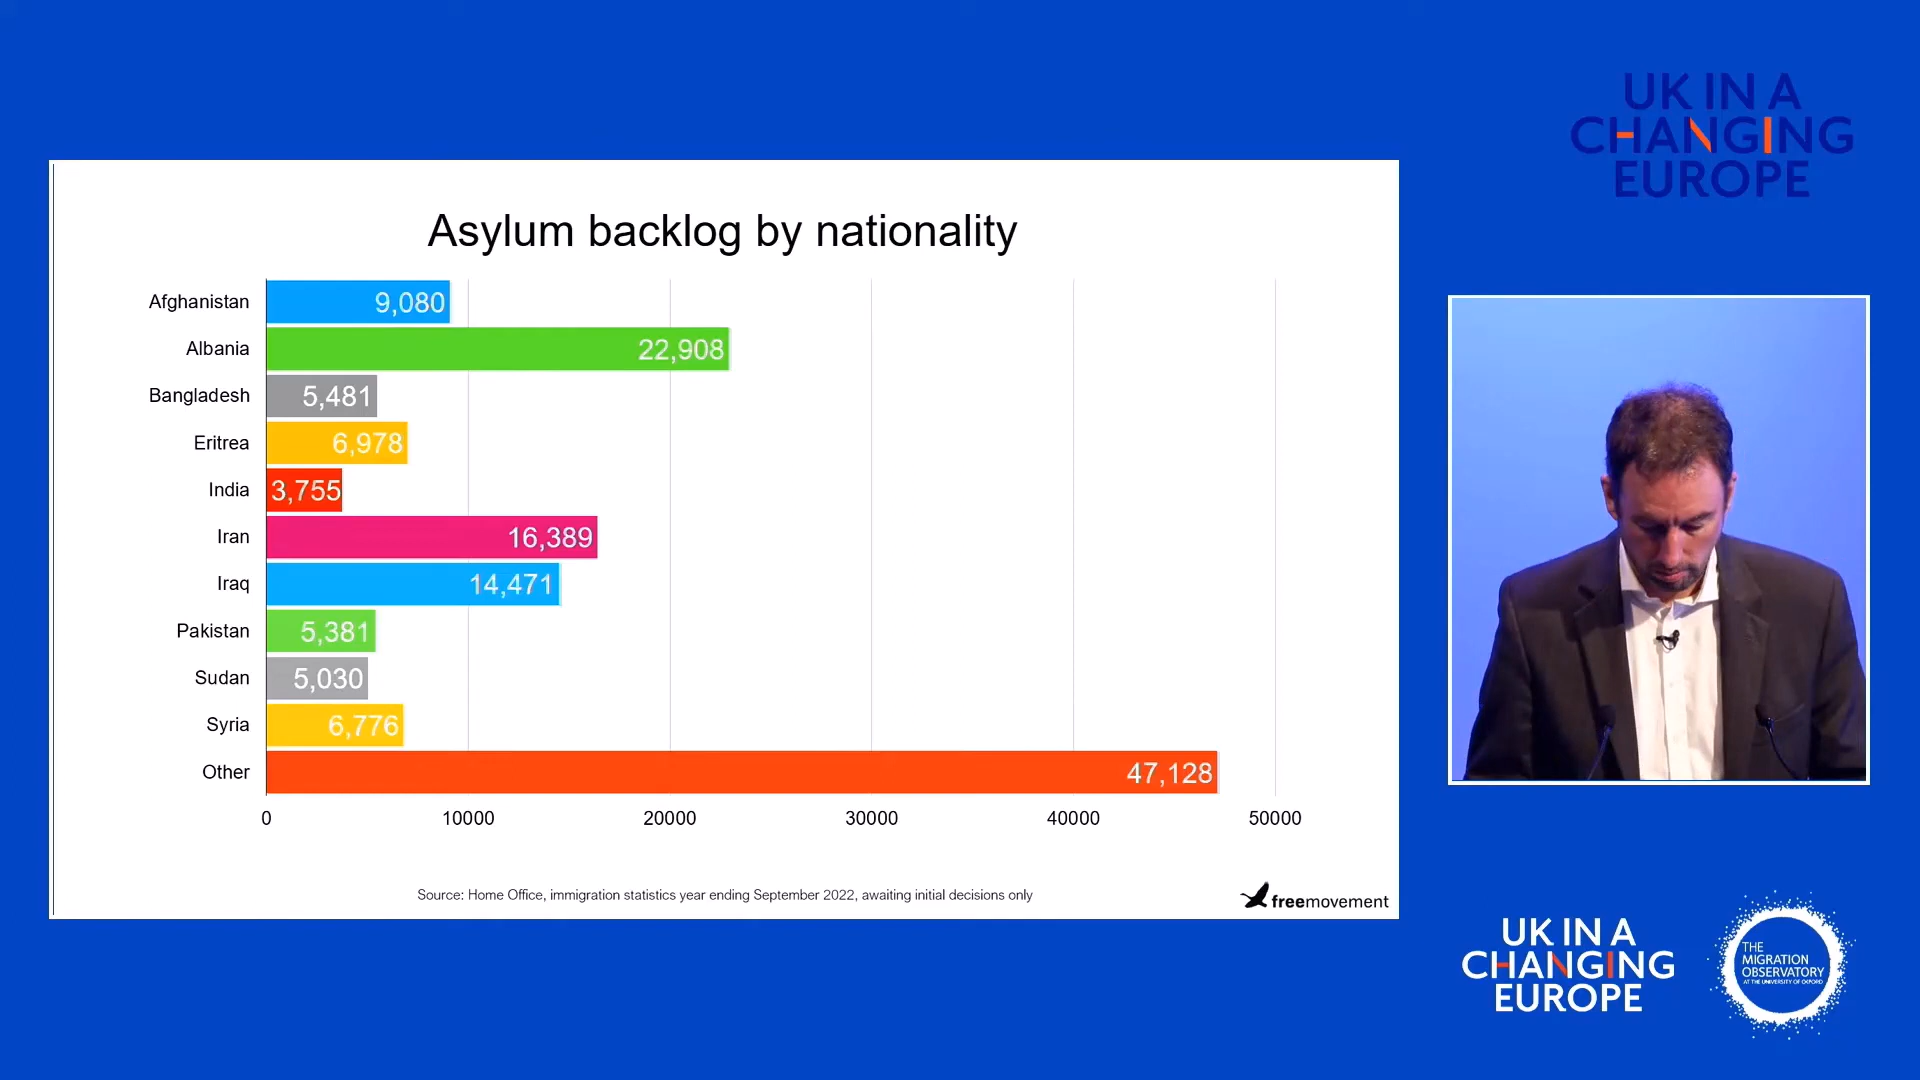 UK IN A
CHANGING
EUROPE
Asylum backlog by nationality
Afghanistan 9,080
Albania 22,908
Bangladesh 5,481
Eritrea 6,978
India 3,755
Iran 16,389
Iraq 14,471
Pakistan 5,381
Sudan 5,030
Syria 6,776
Other 47,128
0 10000 20000 30000 40000 50000
Source: Home Office, immigration statistics year ending September 2022, awaiting initial decisions only
freemovement
UK IN A
CHANGING
EUROPE
THE
MIGRATION
OBSERVATORY
AT THE UNIVERSITY OF OXFORD